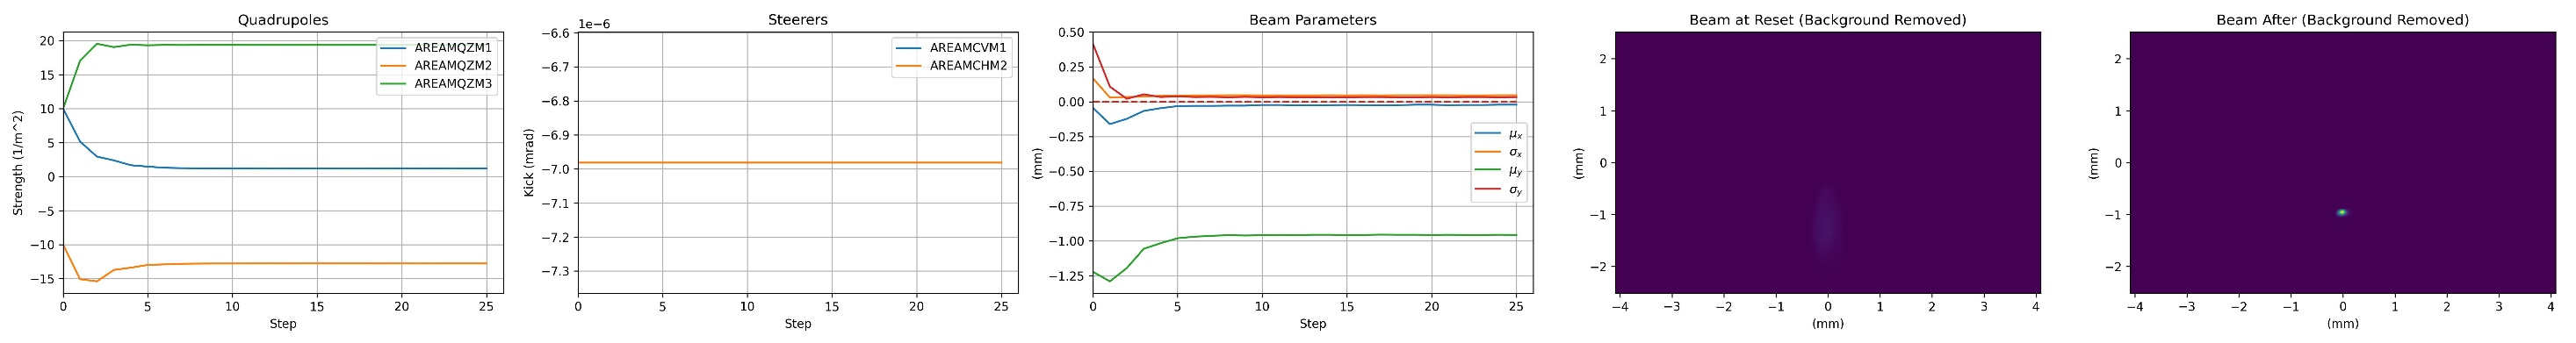 Quadrupoles
20
15
10
5
0
−5
−10
−15
Strength (1/m^2)
AREAMQZM1
AREAMQZM2
AREAMQZM3
0 5 10 15 20 25
Step
Steerers
1e−6
−6.6
−6.7
−6.8
−6.9
−7.0
−7.1
−7.2
−7.3
Kick (mrad)
AREAMCVM1
AREAMCHM2
0 5 10 15 20 25
Step
Beam Parameters
0.50
0.25
0.00
−0.25
−0.50
−0.75
−1.00
−1.25
(mm)
μx
σx
μy
σy
0 5 10 15 20 25
Step
Beam at Reset (Background Removed)
2
1
0
−1
−2
(mm)
−4 −3 −2 −1 0 1 2 3 4
(mm)
Beam After (Background Removed)
2
1
0
−1
−2
(mm)
−4 −3 −2 −1 0 1 2 3 4
(mm)